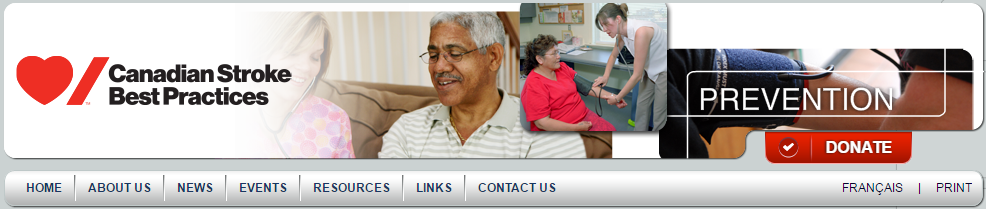 Canadian Stroke
Best Practices
PREVENTION
DONATE
HOME | ABOUT US | NEWS | EVENTS | RESOURCES | LINKS | CONTACT US
FRANÇAIS | PRINT